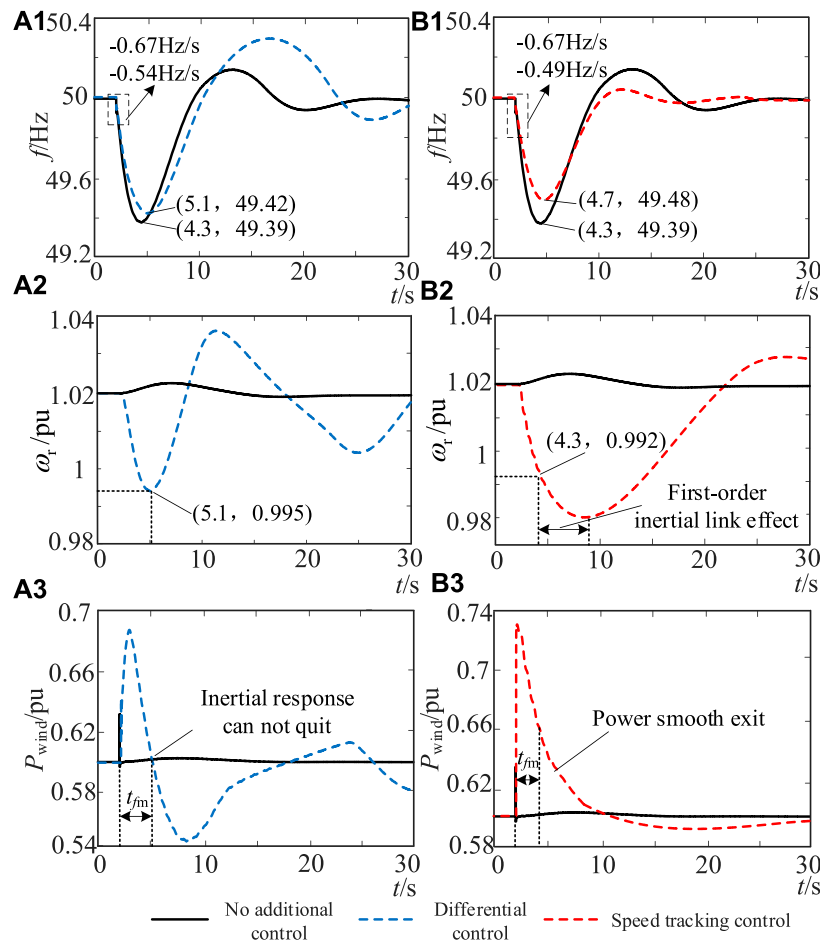 A1
50.4
50
49.6
49.2
f/Hz
-0.67Hz/s
-0.54Hz/s
(5.1, 49.42)
(4.3, 49.39)
0
10
20
30
t/s
B1
50.4
50
49.6
49.2
f/Hz
-0.67Hz/s
-0.49Hz/s
(4.7, 49.48)
(4.3, 49.39)
0
10
20
30
t/s
A2
1.04
1.02
1
0.98
ωr/pu
(5.1, 0.995)
0
10
20
30
t/s
B2
1.04
1.02
1
0.98
ωr/pu
(4.3, 0.992)
First-order
inertial link effect
0
10
20
30
t/s
A3
0.7
0.66
0.62
0.58
0.54
Pwind/pu
Inertial response
can not quit
tfm
0
10
20
30
t/s
B3
0.74
0.7
0.66
0.62
0.58
Pwind/pu
Power smooth exit
tfm
0
10
20
30
t/s
No additional
control
Differential
control
Speed tracking control